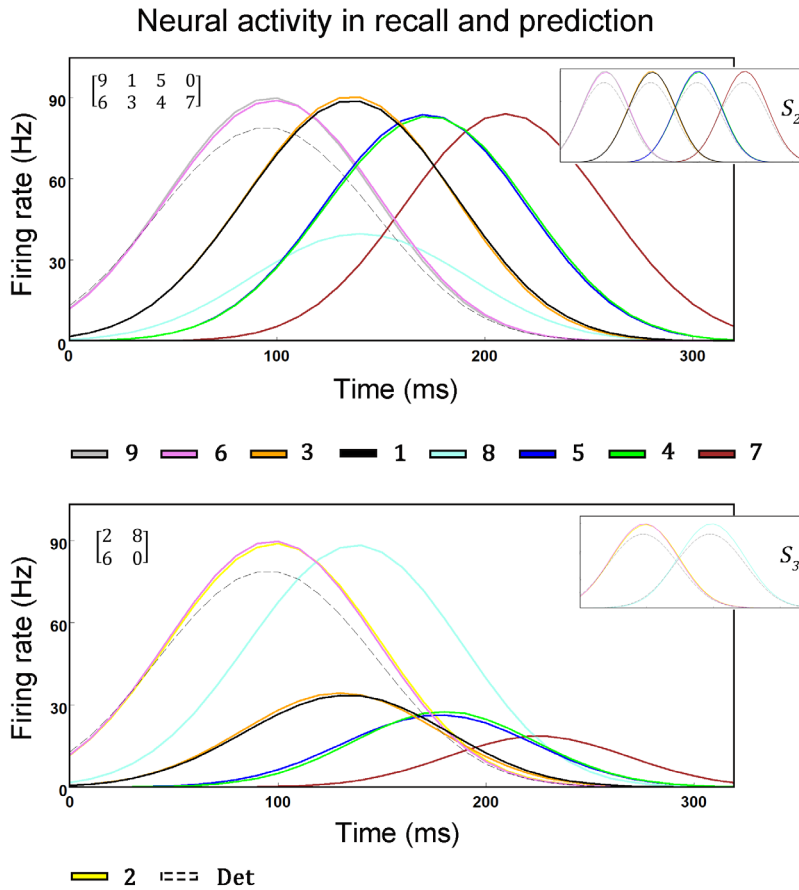 Neural activity in recall and prediction
9 1 5 0
6 3 4 7
S2
90
60
30
0
Firing rate (Hz)
0 100 200 300
Time (ms)
9 6 3 1 8 5 4 7
2 8
6 0
S3
90
60
30
0
Firing rate (Hz)
0 100 200 300
Time (ms)
2 Det